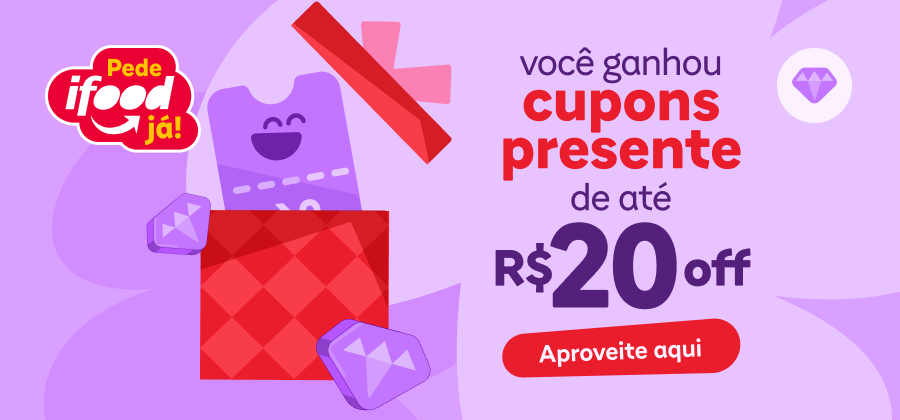 Pede
ifood
já!
você ganhou
cupons
presente
de até
R$20 off
Aproveite aqui